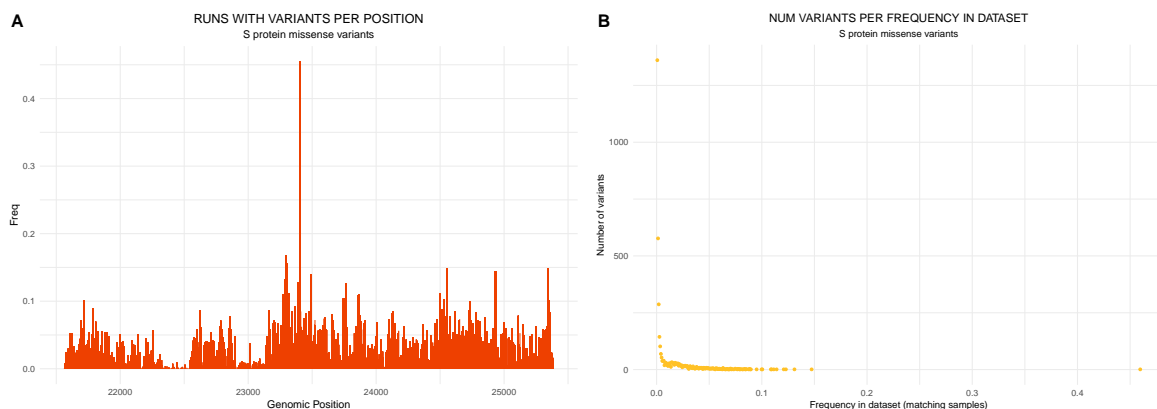 A
RUNS WITH VARIANTS PER POSITION
S protein missense variants
Freq
0.4
0.3
0.2
0.1
0.0
22000 23000 24000 25000
Genomic Position
B
NUM VARIANTS PER FREQUENCY IN DATASET
S protein missense variants
Number of variants
1000
500
0
0.0 0.1 0.2 0.3 0.4
Frequency in dataset (matching samples)